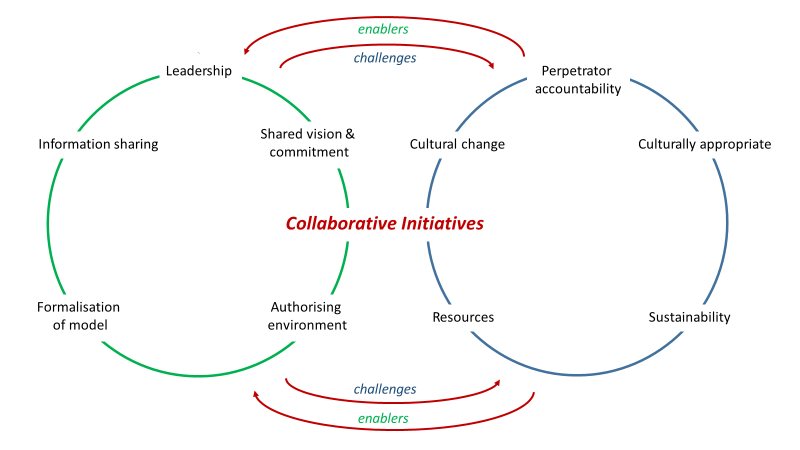 enablers
challenges
Leadership
Perpetrator
accountability
Information sharing
Shared vision &
commitment
Cultural change
Culturally appropriate
Collaborative Initiatives
Formalisation
of model
Authorising
environment
Resources
Sustainability
challenges
enablers